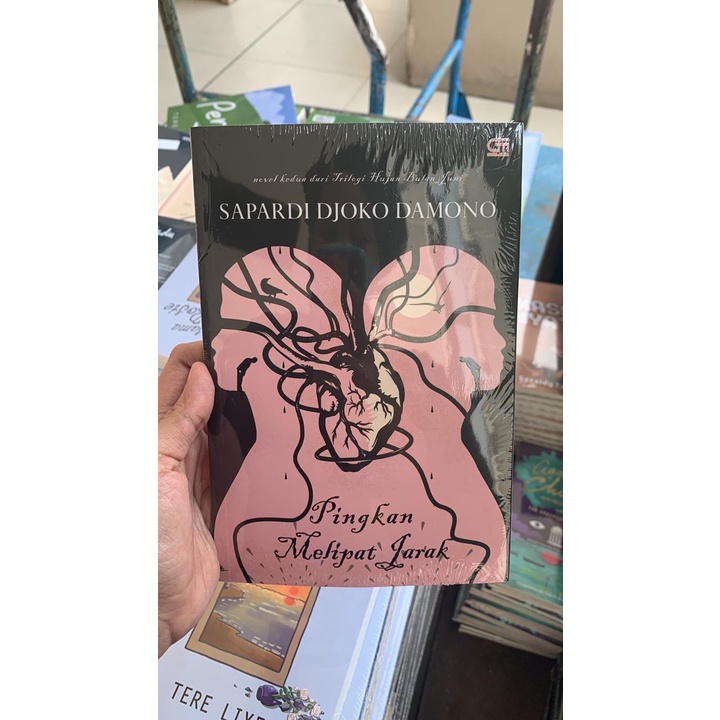 novel kedua dari Trilogi Hujan Bulan Juni
SAPARDI DJOKO DAMONO
Pingkan
Melipat Jarak
TERE LIYE